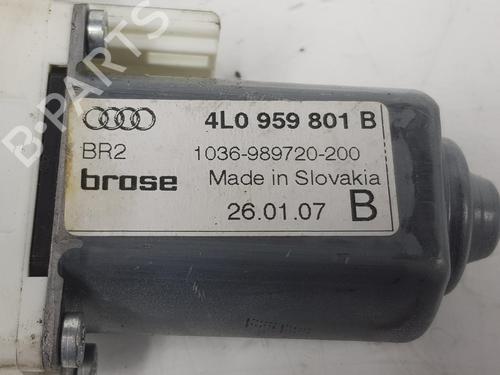 4L0 959 801 B
BR2 1036-989720-200
brose Made in Slovakia
26.01.07 B
B-PARTS